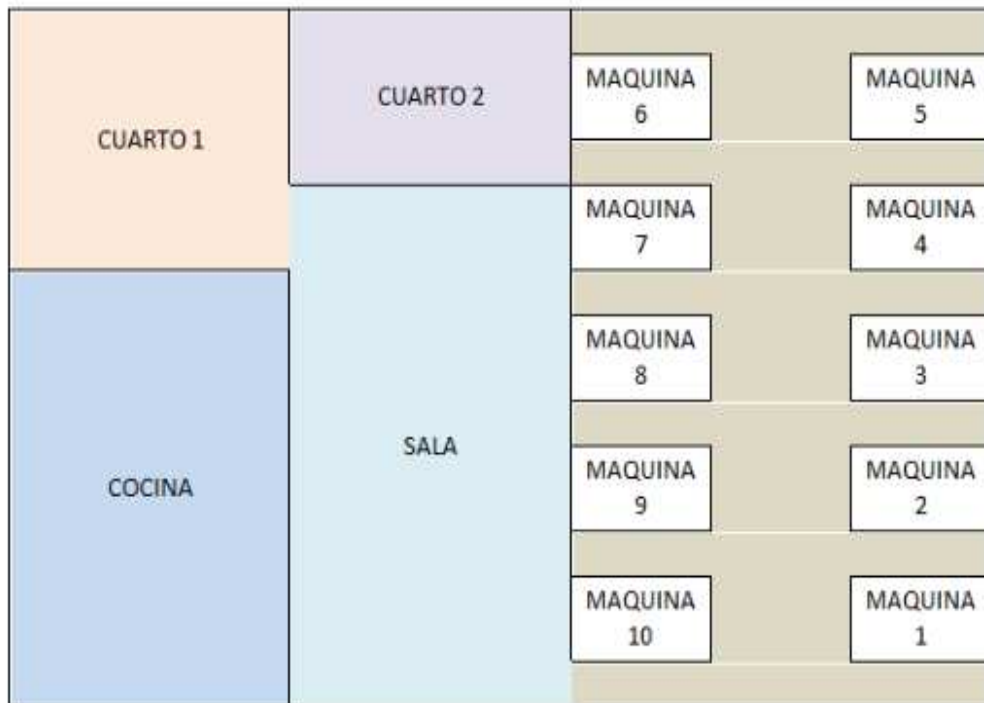 CUARTO 1
CUARTO 2
COCINA
SALA
MAQUINA
6
MAQUINA
5
MAQUINA
7
MAQUINA
4
MAQUINA
8
MAQUINA
3
MAQUINA
9
MAQUINA
2
MAQUINA
10
MAQUINA
1